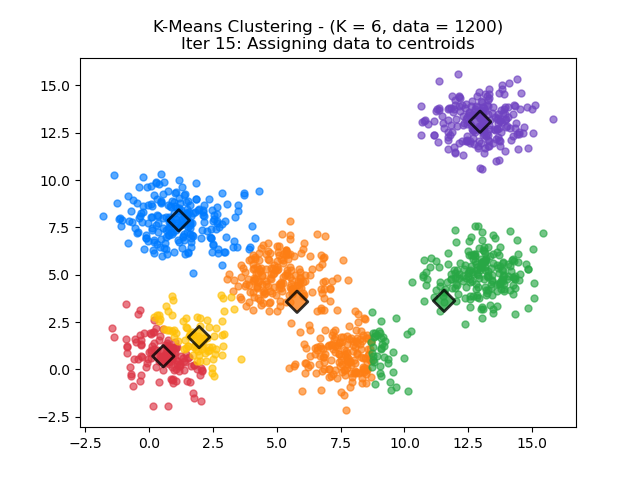 K-Means Clustering - (K = 6, data = 1200)
Iter 15: Assigning data to centroids
15.0
12.5
10.0
7.5
5.0
2.5
0.0
−2.5
−2.5 0.0 2.5 5.0 7.5 10.0 12.5 15.0